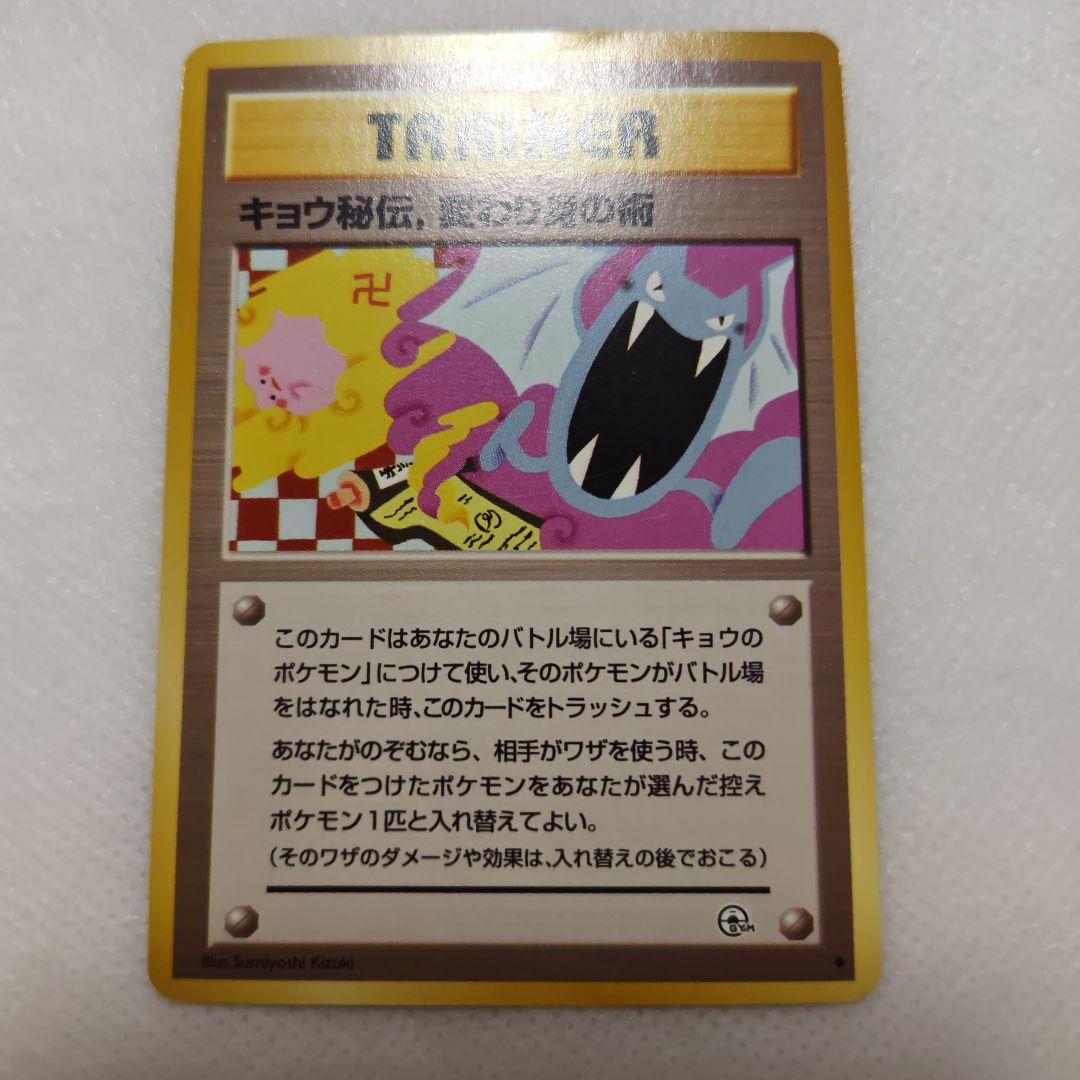 TRAINER
キョウ秘伝，変わり身の術
卍
このカードはあなたのバトル場にいる「キョウの
ポケモン」につけて使い、そのポケモンがバトル場
をはなれた時、このカードをトラッシュする。
あなたがのぞむなら、相手がワザを使う時、この
カードをつけたポケモンをあなたが選んだ控え
ポケモン1匹と入れ替えてよい。
（そのワザのダメージや効果は、入れ替えの後でおこる）
GYM
Illus.Sumiyoshi Kizuki